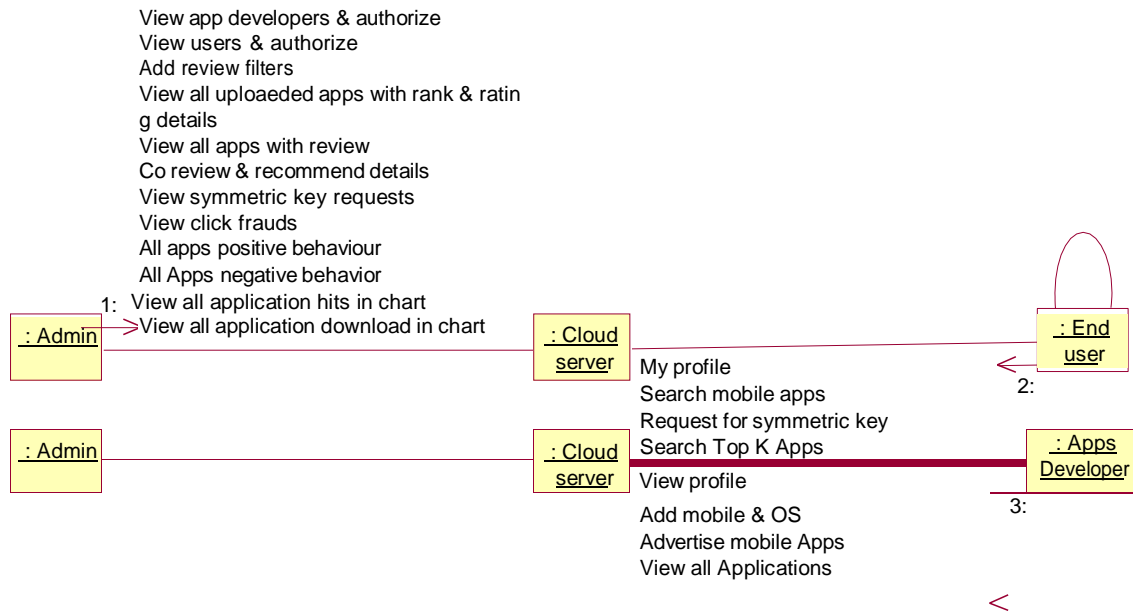 View app developers & authorize
View users & authorize
Add review filters
View all uploaeded apps with rank & ratin
g details
View all apps with review
Co review & recommend details
View symmetric key requests
View click frauds
All apps positive behaviour
All Apps negative behavior
1: View all application hits in chart
View all application download in chart
: Admin
: Cloud
server
: End
user
My profile
Search mobile apps
Request for symmetric key
Search Top K Apps
2:
: Admin
: Cloud
server
: Apps
Developer
View profile
Add mobile & OS
Advertise mobile Apps
View all Applications
3: